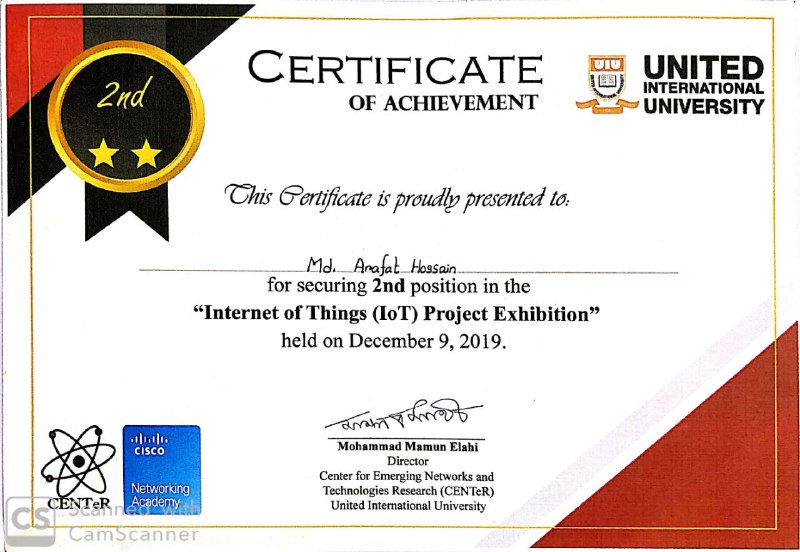 2nd
CERTIFICATE
OF ACHIEVEMENT
UIU
UNITED
INTERNATIONAL
UNIVERSITY
This Certificate is proudly presented to:
Md. Arafat Hossain
for securing 2nd position in the
“Internet of Things (IoT) Project Exhibition”
held on December 9, 2019.
Mohammad Mamun Elahi
Director
Center for Emerging Networks and
Technologies Research (CENTeR)
United International University
CENTeR
CISCO
Networking
Academy
CS Scanned with
CamScanner